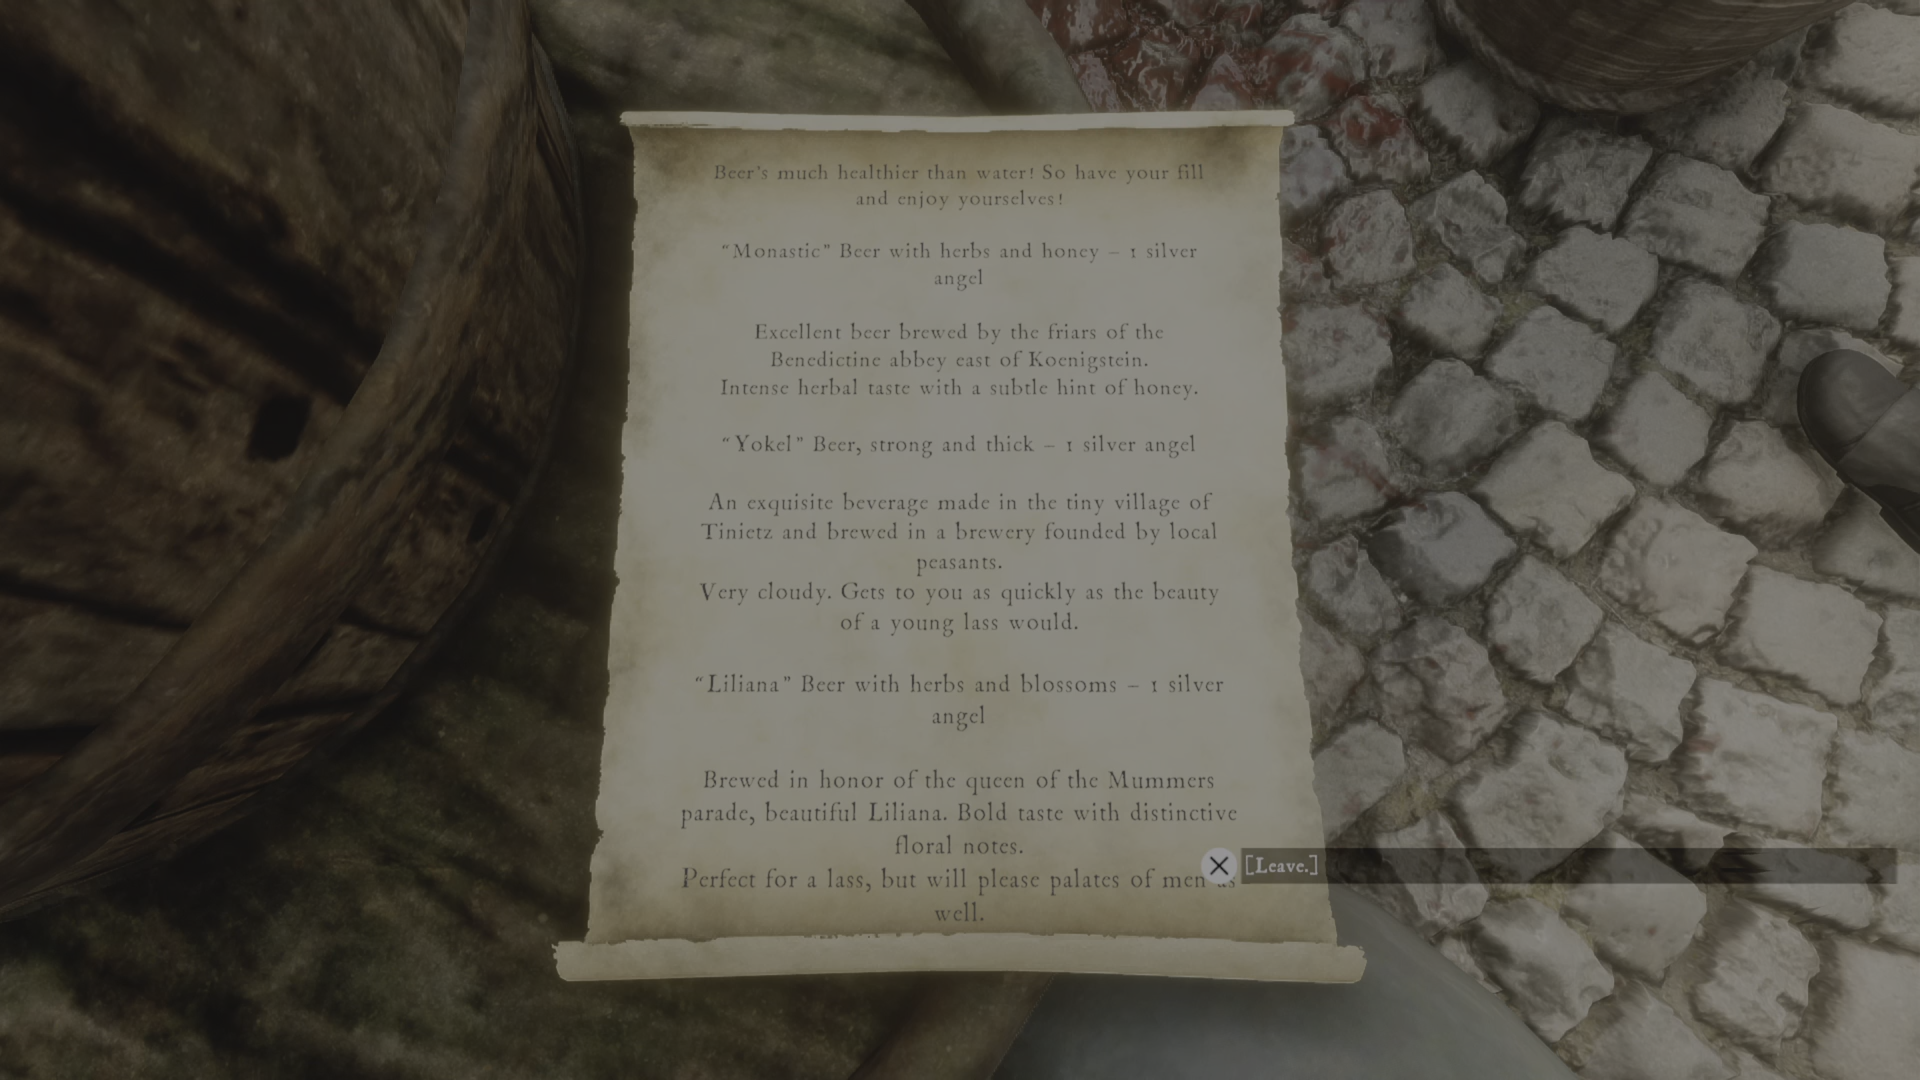 Beer's much healthier than water! So have your fill
and enjoy yourselves!
“Monastic” Beer with herbs and honey – 1 silver
angel
Excellent beer brewed by the friars of the
Benedictine abbey east of Koenigstein.
Intense herbal taste with a subtle hint of honey.
“Yokel” Beer, strong and thick – 1 silver angel
An exquisite beverage made in the tiny village of
Tinietz and brewed in a brewery founded by local
peasants.
Very cloudy. Gets to you as quickly as the beauty
of a young lass would.
“Liliana” Beer with herbs and blossoms – 1 silver
angel
Brewed in honor of the queen of the Mummers
parade, beautiful Liliana. Bold taste with distinctive
floral notes.
Perfect for a lass, but will please palates of men as
well.
[Leave.]